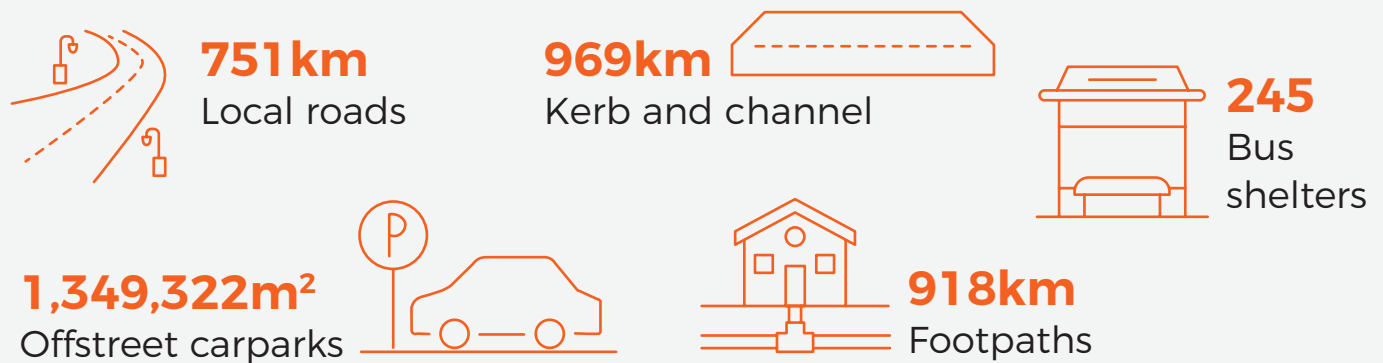 751km
Local roads
969km
Kerb and channel
245
Bus
shelters
P
1,349,322m²
Offstreet carparks
918km
Footpaths